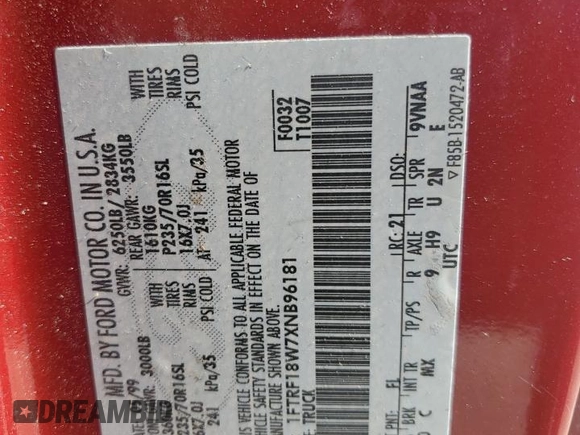 MFD. BY FORD MOTOR CO. IN U.S.A.
99 GVWR: 6250LB/2834KG
3000LB REAR GAWR: 3550LB
1610KG
P235/70R16SL WITH P235/70R16SL WITH
16X7.0J TIRES 16X7.0J TIRES
RIMS RIMS
241 kPa/35 PSI COLD AT 241 kPa/35 PSI COLD
VEHICLE CONFORMS TO ALL APPLICABLE FEDERAL MOTOR
VEHICLE SAFETY STANDARDS IN EFFECT ON THE DATE OF
MANUFACTURE SHOWN ABOVE.
1FTRF18W7XNB96181
TRUCK
F0032
T1007
PNT: FL RC: 21 DSO:
BRK INT TR TP/PS R AXLE TR SPR 9VNAA
C MX 9 H9 U 2N E
UTC ▽ F85B-1520472-AB
DREAMBID